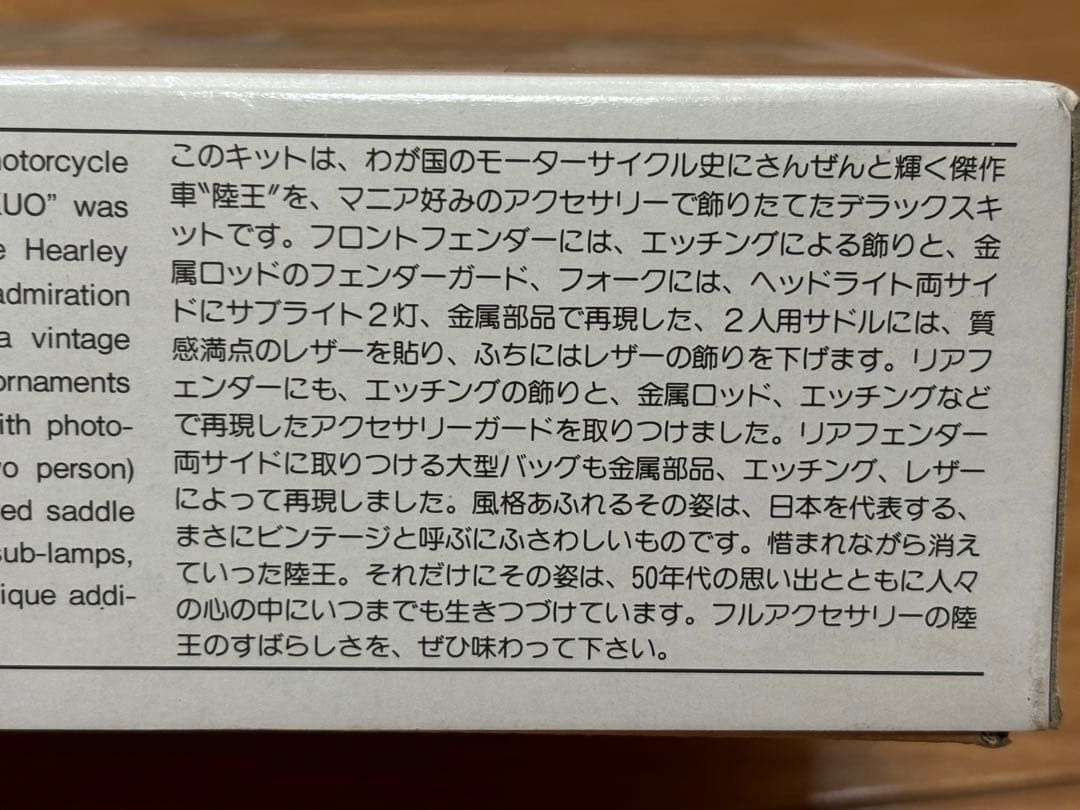 otorcycle
KUO” was
e Hearley
admiration
a vintage
ornaments
ith photo-
wo person)
ed saddle
sub-lamps,
ique addi-
このキットは、わが国のモーターサイクル史にさんぜんと輝く傑作
車〝陸王〞を、マニア好みのアクセサリーで飾りたてたデラックスキ
ットです。フロントフェンダーには、エッチングによる飾りと、金
属ロッドのフェンダーガード、フォークには、ヘッドライト両サイ
ドにサブライト2灯、金属部品で再現した、2人用サドルには、質
感満点のレザーを貼り、ふちにはレザーの飾りを下げます。リアフ
ェンダーにも、エッチングの飾りと、金属ロッド、エッチングなど
で再現したアクセサリーガードを取りつけました。リアフェンダー
両サイドに取りつける大型バッグも金属部品、エッチング、レザー
によって再現しました。風格あふれるその姿は、日本を代表する、
まさにビンテージと呼ぶにふさわしいものです。惜まれながら消え
ていった陸王。それだけにその姿は、50年代の思い出とともに人々
の心の中にいつまでも生きつづけています。フルアクセサリーの陸
王のすばらしさを、ぜひ味わって下さい。